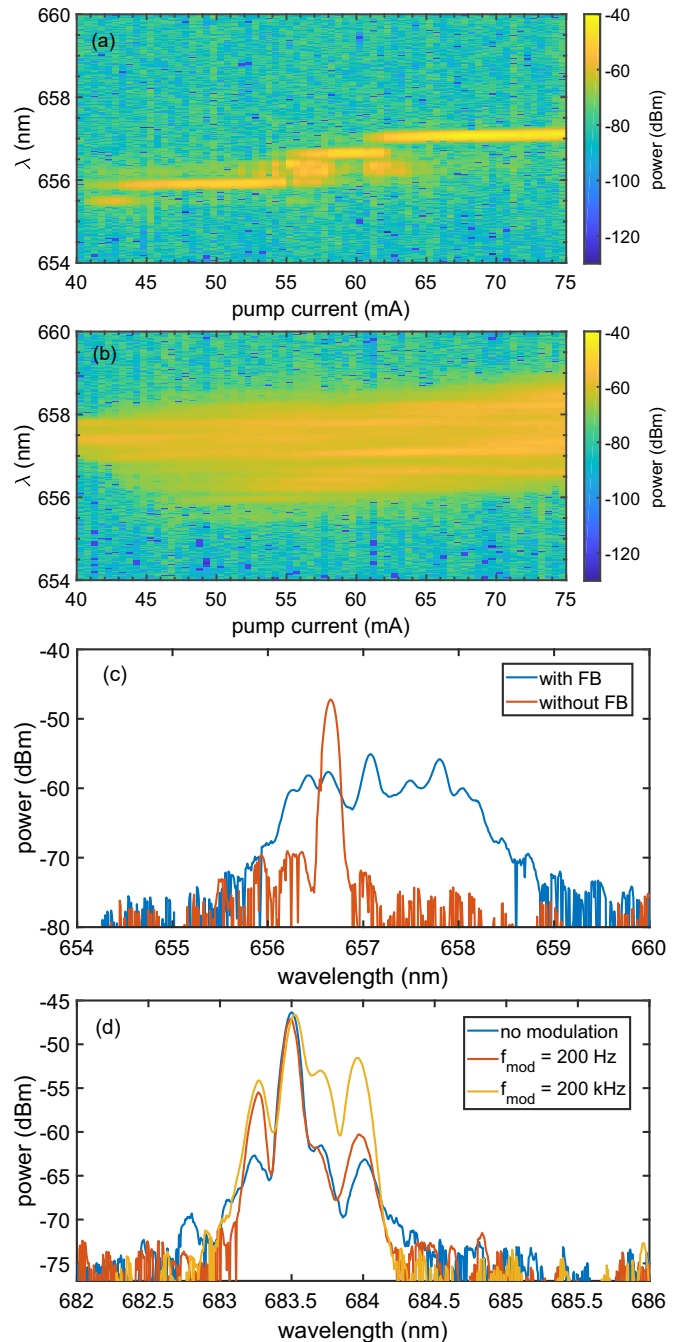 (a)
660
658
656
654
λ (nm)
40 45 50 55 60 65 70 75
pump current (mA)
-40
-60
-80
-100
-120
power (dBm)
(b)
660
658
656
654
λ (nm)
40 45 50 55 60 65 70 75
pump current (mA)
-40
-60
-80
-100
-120
power (dBm)
(c)
with FB
without FB
-40
-50
-60
-70
-80
power (dBm)
654 655 656 657 658 659 660
wavelength (nm)
(d)
no modulation
f_mod = 200 Hz
f_mod = 200 kHz
-45
-50
-55
-60
-65
-70
-75
power (dBm)
682 682.5 683 683.5 684 684.5 685 685.5 686
wavelength (nm)